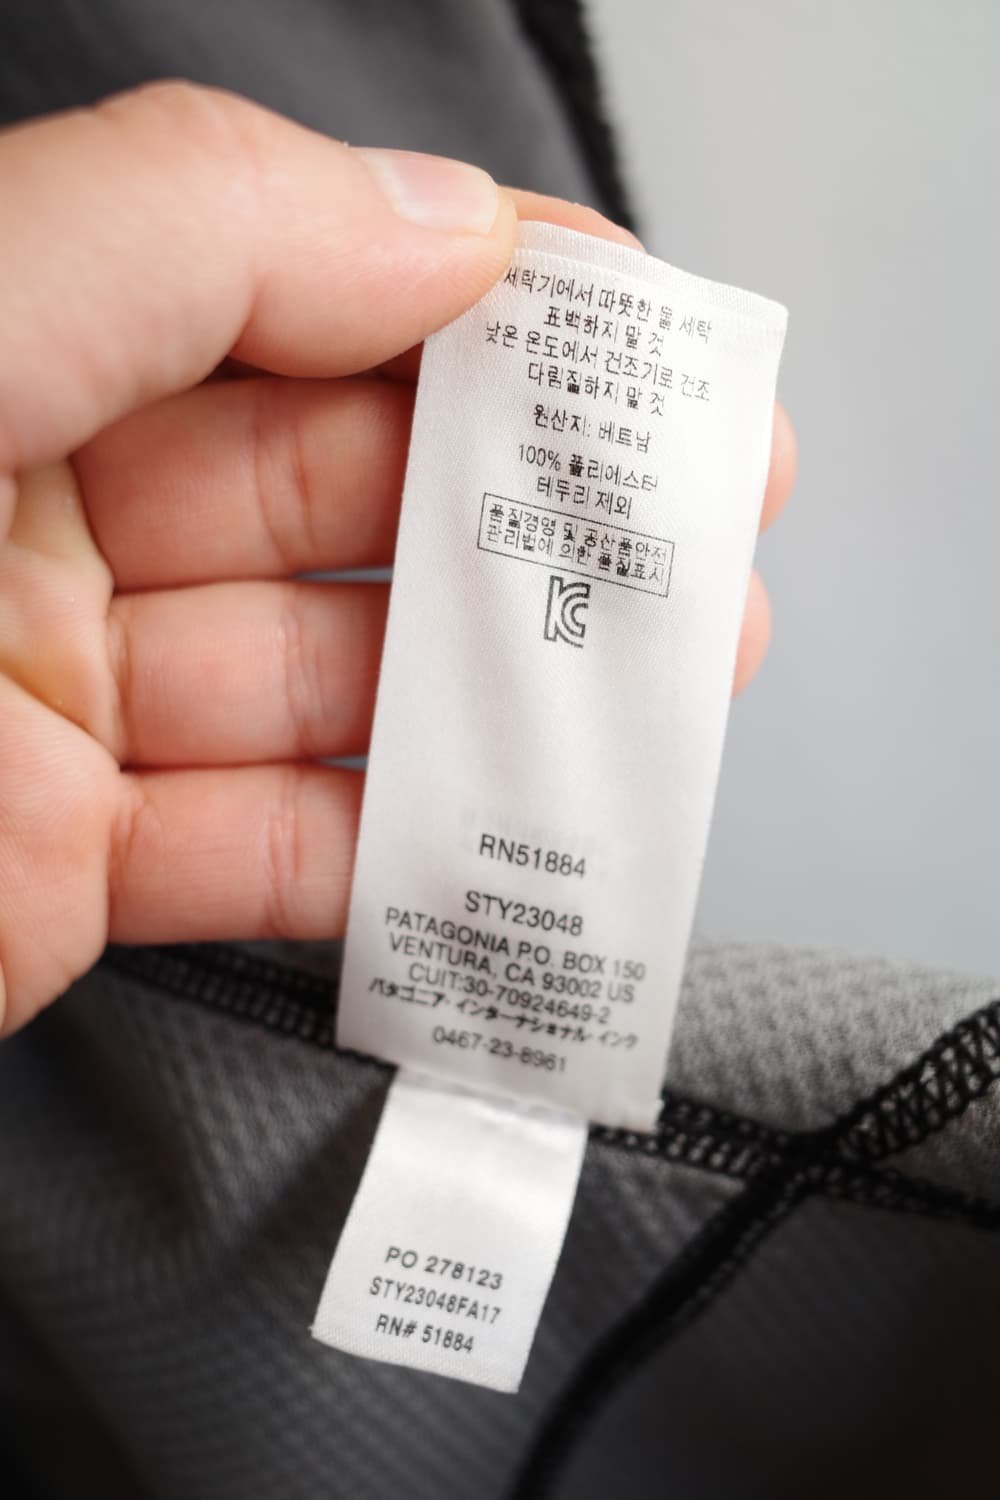 세탁기에서 따뜻한 물 세탁
표백하지 말 것
낮은 온도에서 건조기로 건조
다림질하지 말 것
원산지: 베트남
100% 폴리에스터
테두리 제외
품질경영 및 공산품안전
관리법에 의한 품질표시
KC
RN51884
STY23048
PATAGONIA P.O. BOX 150
VENTURA, CA 93002 US
CUIT:30-70924649-2
パタゴニア・インターナショナル・インク
0467-23-8961
PO 278123
STY23048FA17
RN# 51884